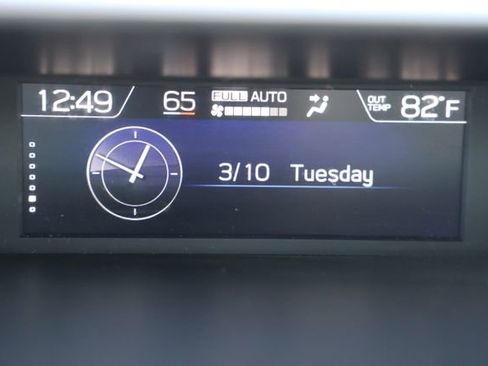 12:49 65 FULL AUTO OUT TEMP 82°F
3/10 Tuesday